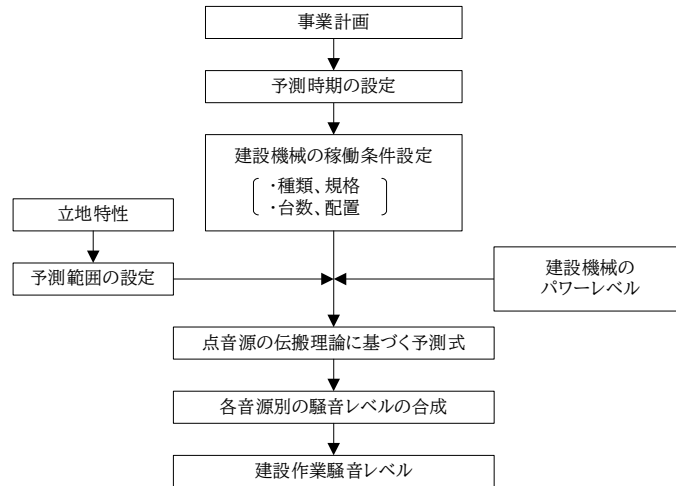 事業計画
予測時期の設定
建設機械の稼働条件設定
・種類、規格
・台数、配置
立地特性
予測範囲の設定
建設機械の
パワーレベル
点音源の伝搬理論に基づく予測式
各音源別の騒音レベルの合成
建設作業騒音レベル